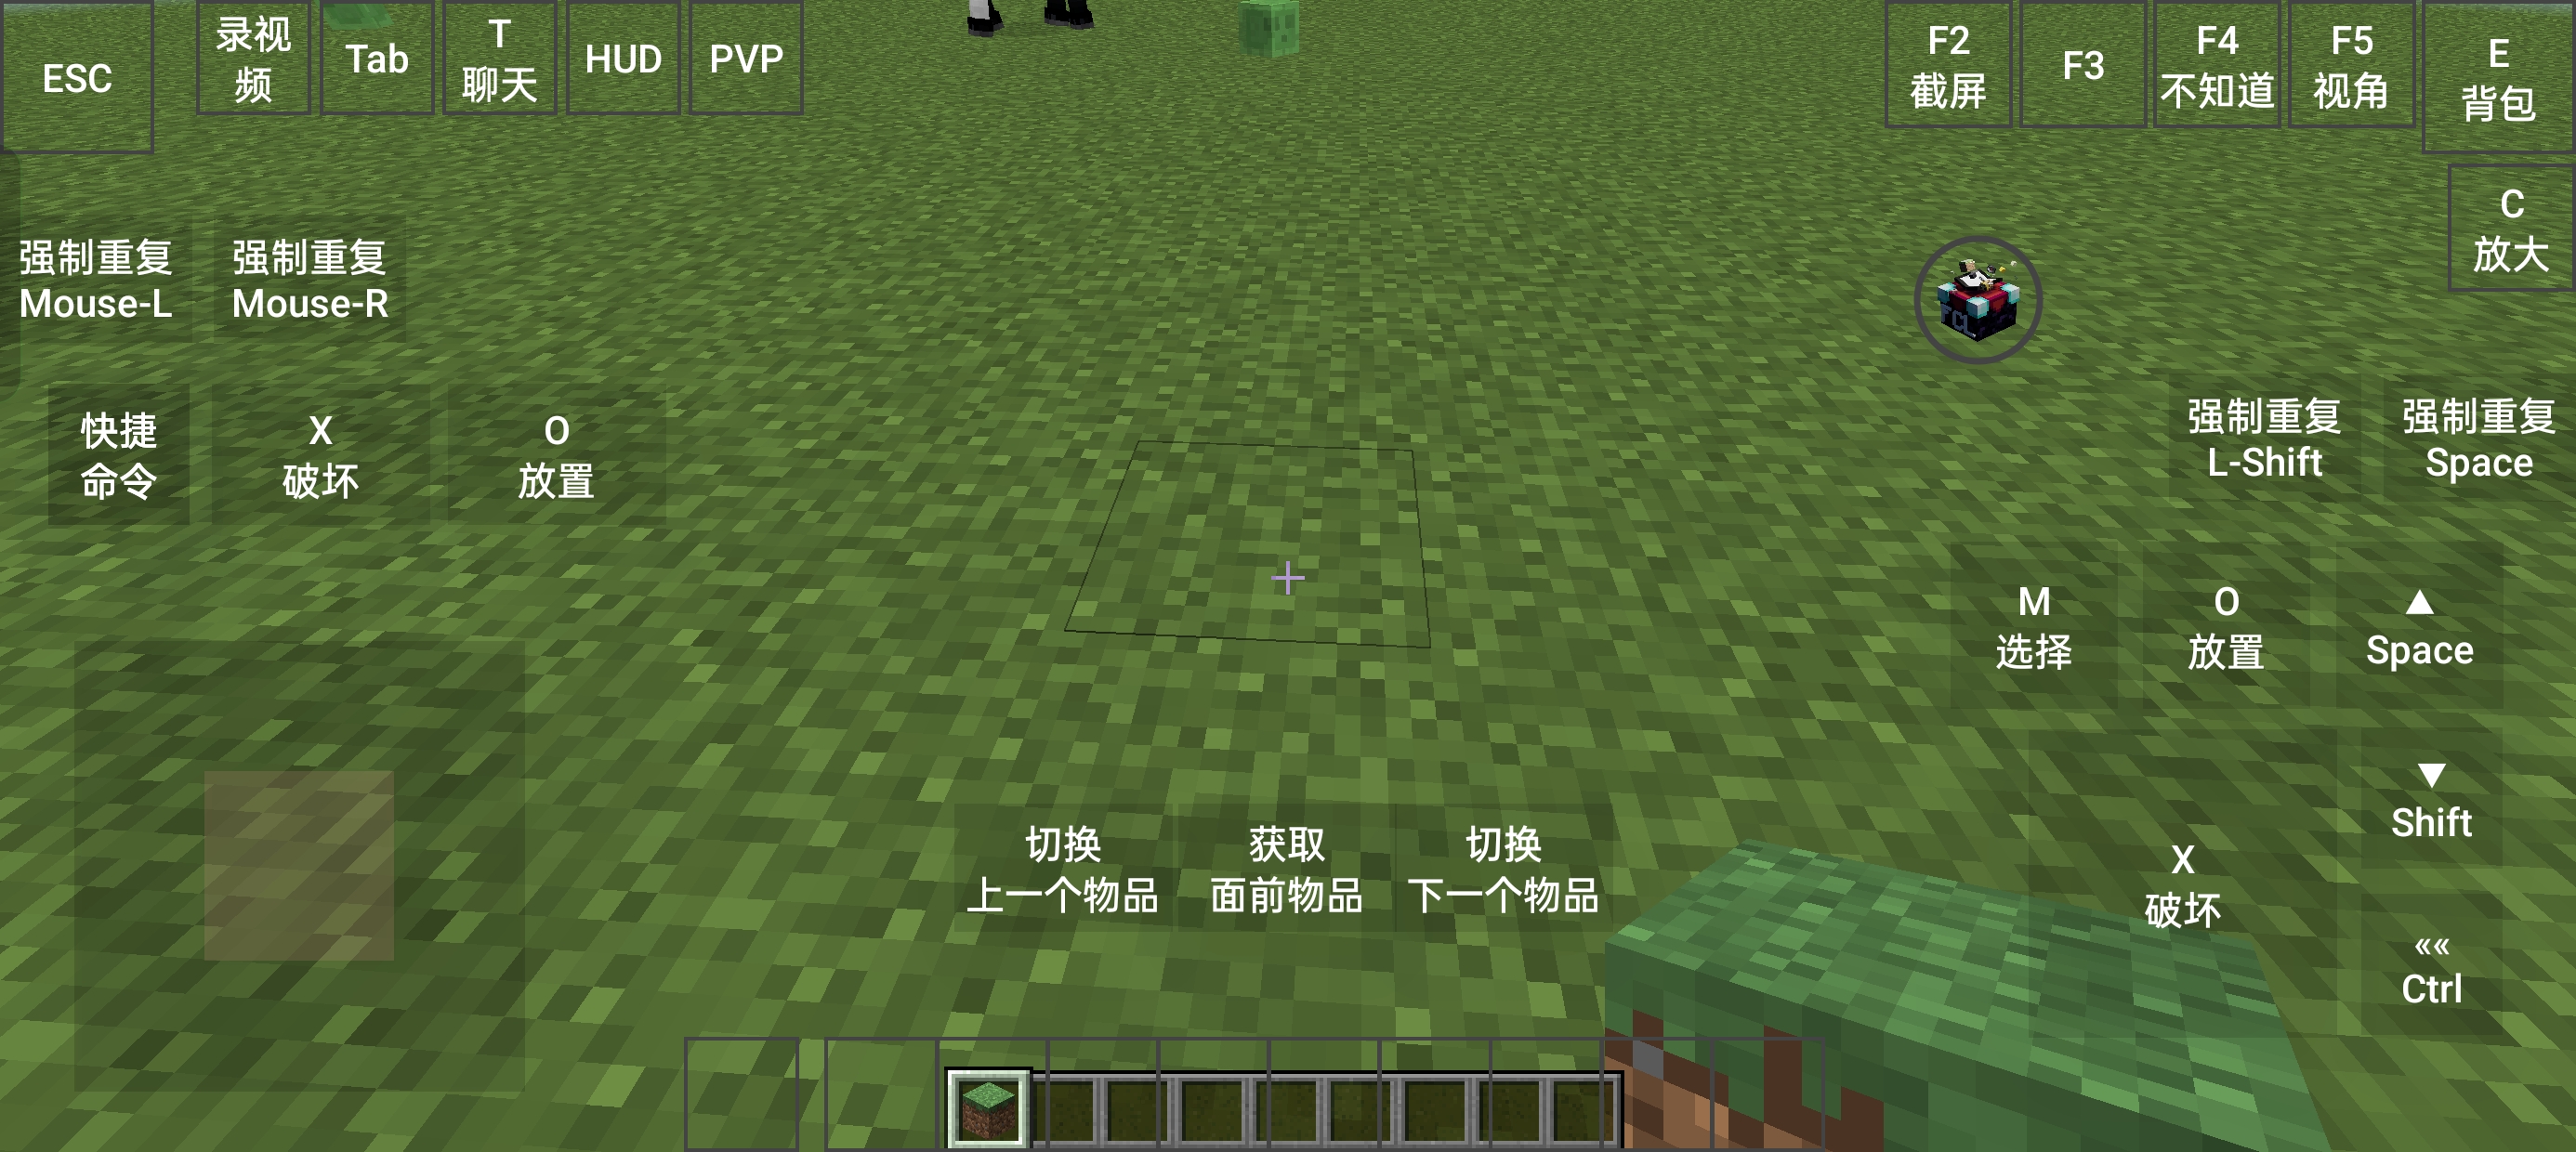 ESC
录视
频
Tab
T
聊天
HUD
PVP
F2
截屏
F3
F4
不知道
F5
视角
E
背包
C
放大
强制重复
Mouse-L
强制重复
Mouse-R
FCL
快捷
命令
X
破坏
O
放置
强制重复
L-Shift
强制重复
Space
M
选择
O
放置
▲
Space
▼
Shift
X
破坏
««
Ctrl
切换
上一个物品
获取
面前物品
切换
下一个物品